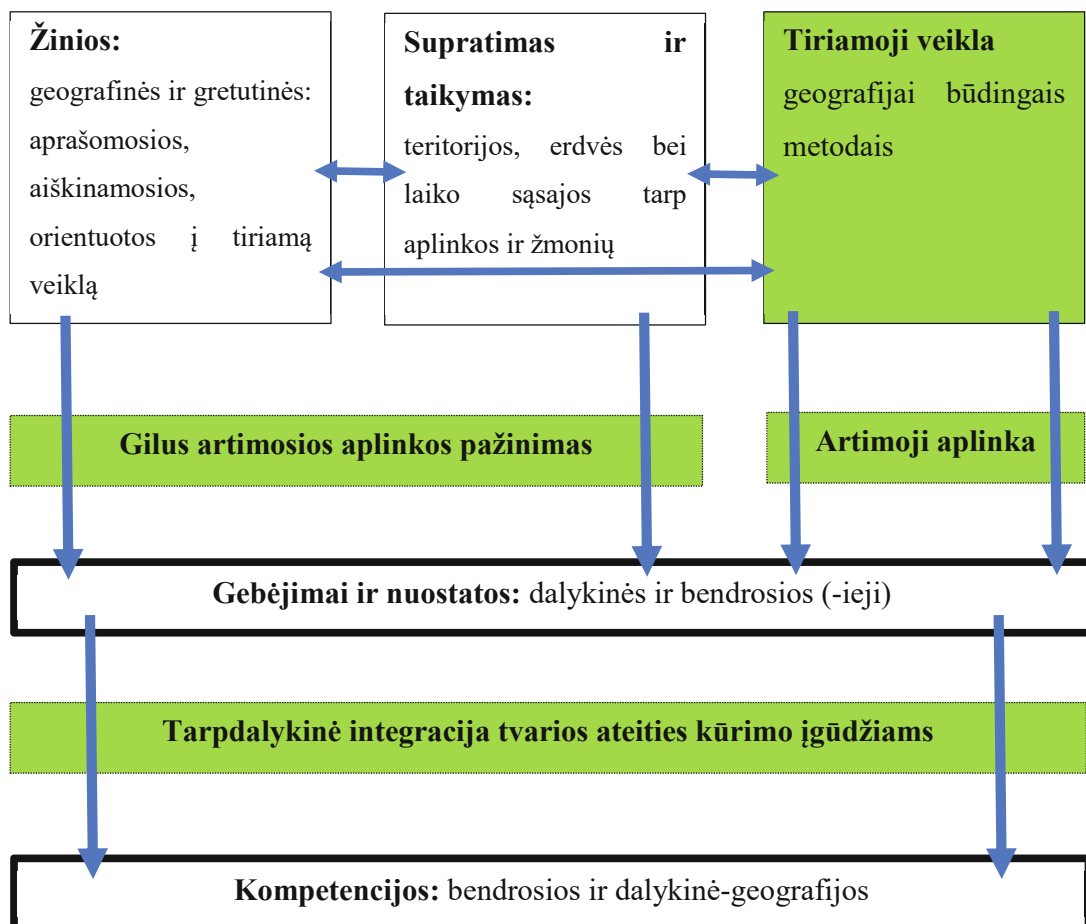 Žinios:
geografinės ir gretutinės:
aprašomosios,
aiškinamosios,
orientuotos į tiriamą
veiklą
Supratimas ir
taikymas:
teritorijos, erdvės bei
laiko sąsajos tarp
aplinkos ir žmonių
Tiriamoji veikla
geografijai būdingais
metodais
Gilus artimosios aplinkos pažinimas
Artimoji aplinka
Gebėjimai ir nuostatos: dalykinės ir bendrosios (-ieji)
Tarpdalykinė integracija tvarios ateities kūrimo įgūdžiams
Kompetencijos: bendrosios ir dalykinė-geografijos